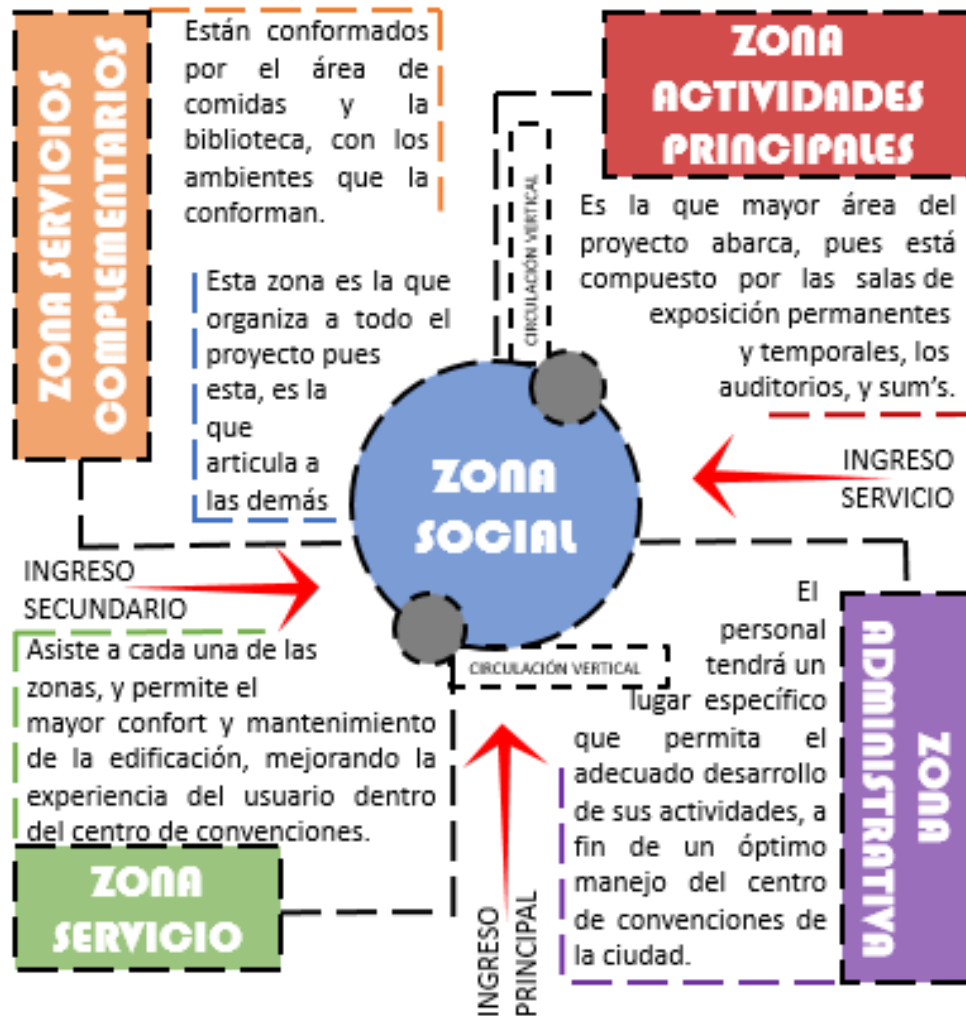 ZONA SERVICIOS
COMPLEMENTARIOS
Están conformados
por el área de
comidas y la
biblioteca, con los
ambientes que la
conforman.
ZONA
ACTIVIDADES
PRINCIPALES
Es la que mayor área del
proyecto abarca, pues está
compuesto por las salas de
exposición permanentes
y temporales, los
auditorios, y sum's.
CIRCULACIÓN VERTICAL
Esta zona es la que
organiza a todo el
proyecto pues
esta, es la
que
articula a
las demás
ZONA
SOCIAL
INGRESO
SERVICIO
INGRESO
SECUNDARIO
CIRCULACIÓN VERTICAL
Asiste a cada una de las
zonas, y permite el
mayor confort y mantenimiento
de la edificación, mejorando la
experiencia del usuario dentro
del centro de convenciones.
ZONA
SERVICIO
INGRESO
PRINCIPAL
El
personal
tendrá un
lugar específico
que permita el
adecuado desarrollo
de sus actividades, a
fin de un óptimo
manejo del centro
de convenciones de
la ciudad.
ZONA
ADMINISTRATIVA